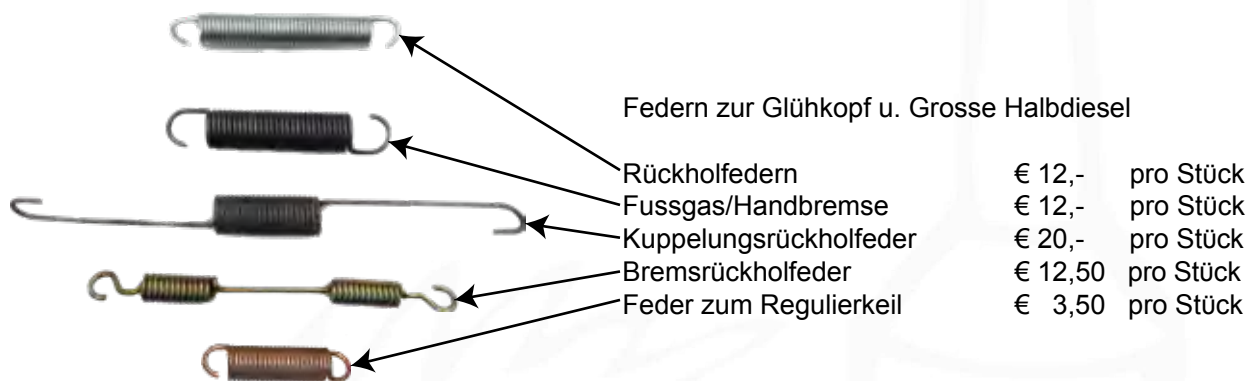 Federn zur Glühkopf u. Grosse Halbdiesel
Rückholfedern € 12,- pro Stück
Fussgas/Handbremse € 12,- pro Stück
Kuppelungsrückholfeder € 20,- pro Stück
Bremsrückholfeder € 12,50 pro Stück
Feder zum Regulierkeil € 3,50 pro Stück